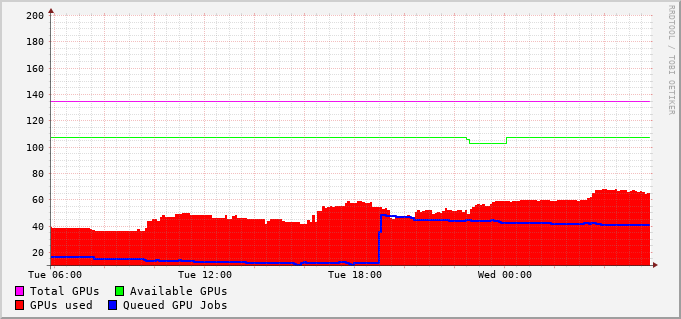 200
180
160
140
120
100
80
60
40
20
Tue 06:00 Tue 12:00 Tue 18:00 Wed 00:00
Total GPUs Available GPUs
GPUs used Queued GPU Jobs
RRDTOOL / TOBI OETIKER